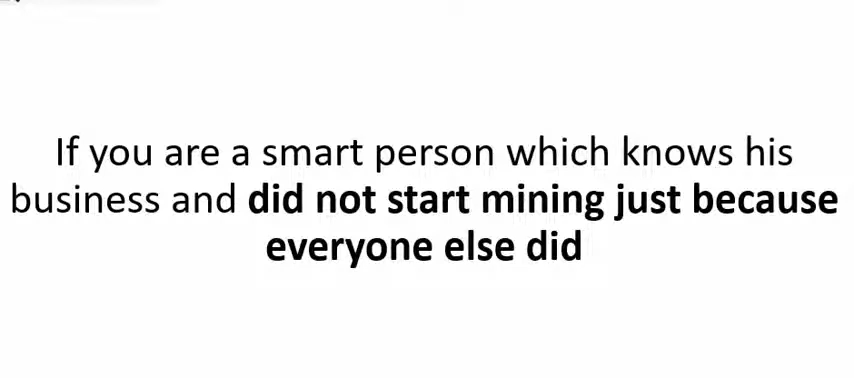 If you are a smart person which knows his
business and did not start mining just because
everyone else did